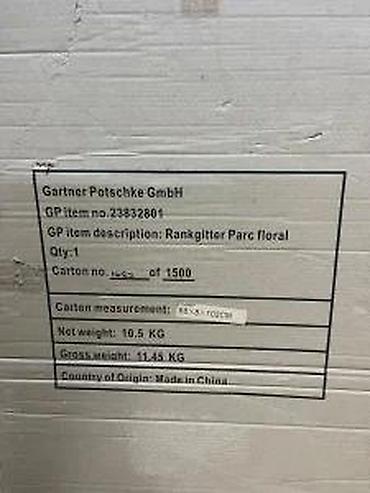 Gartner Potschke GmbH
GP item no.23832801
GP item description: Rankgitter Parc floral
Qty:1
Carton no. of 1500
Carton measurement:
Net weight: 10.5 KG
Gross weight: 11.45 KG
Country of Origin: Made in China